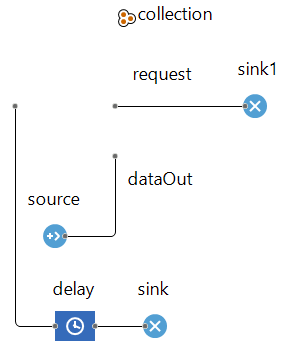 collection
request
sink1
dataOut
source
delay
sink